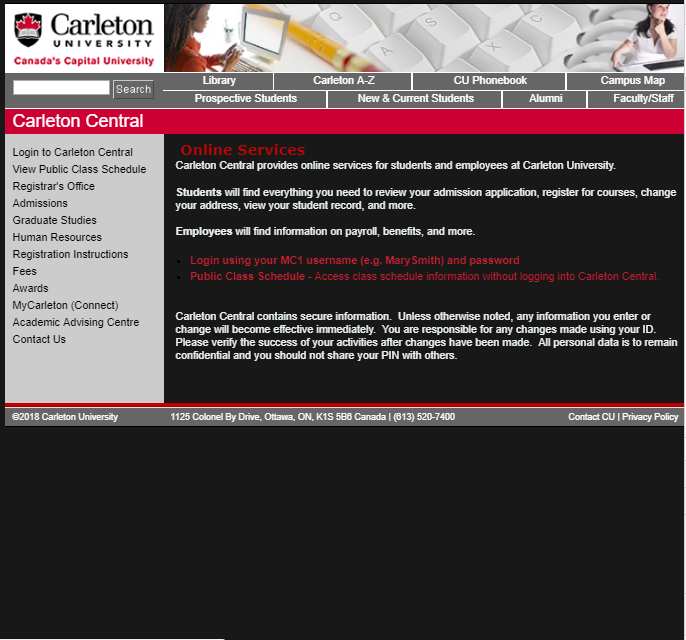 Carleton
UNIVERSITY
Canada's Capital University
Search
Library
Carleton A-Z
CU Phonebook
Campus Map
Prospective Students
New & Current Students
Alumni
Faculty/Staff
Carleton Central
Login to Carleton Central
View Public Class Schedule
Registrar's Office
Admissions
Graduate Studies
Human Resources
Registration Instructions
Fees
Awards
MyCarleton (Connect)
Academic Advising Centre
Contact Us
Online Services
Carleton Central provides online services for students and employees at Carleton University.
Students will find everything you need to review your admission application, register for courses, change
your address, view your student record, and more.
Employees will find information on payroll, benefits, and more.
Login using your MC1 username (e.g. MarySmith) and password
Public Class Schedule - Access class schedule information without logging into Carleton Central.
Carleton Central contains secure information. Unless otherwise noted, any information you enter or
change will become effective immediately. You are responsible for any changes made using your ID.
Please verify the success of your activities after changes have been made. All personal data is to remain
confidential and you should not share your PIN with others.
©2018 Carleton University
1125 Colonel By Drive, Ottawa, ON, K1S 5B6 Canada | (613) 520-7400
Contact CU | Privacy Policy